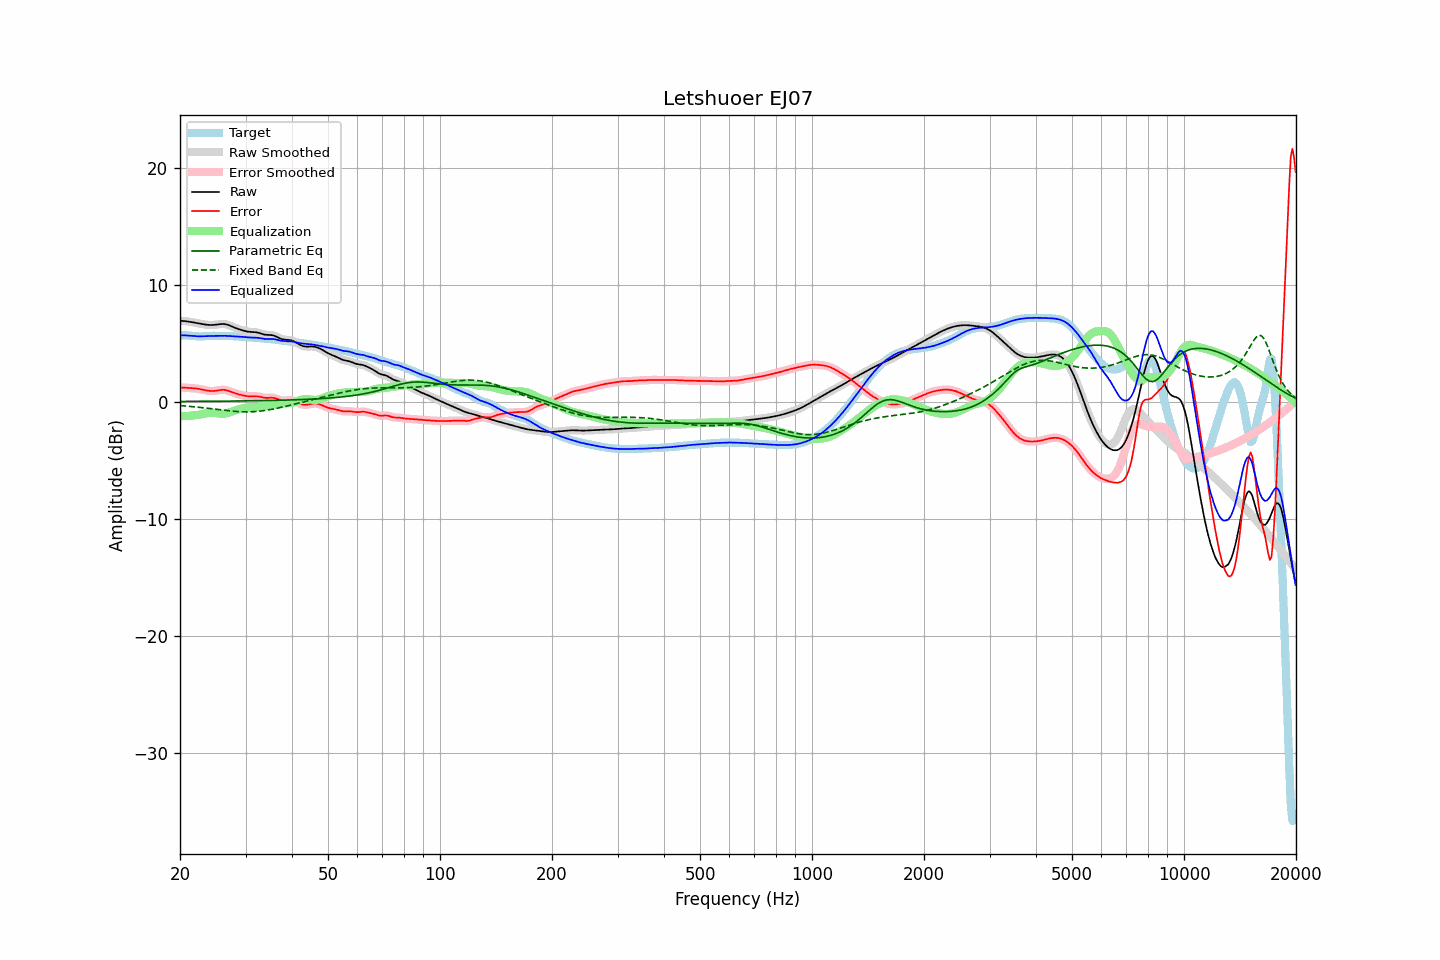 Letshuoer EJ07
Target
Raw Smoothed
Error Smoothed
Raw
Error
Equalization
Parametric Eq
Fixed Band Eq
Equalized
20
10
0
−10
−20
−30
Amplitude (dBr)
20
50
100
200
500
1000
2000
5000
10000
20000
Frequency (Hz)